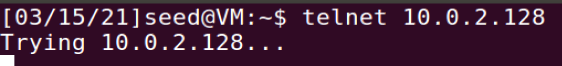 [03/15/21]seed@VM:~$ telnet 10.0.2.128
Trying 10.0.2.128...